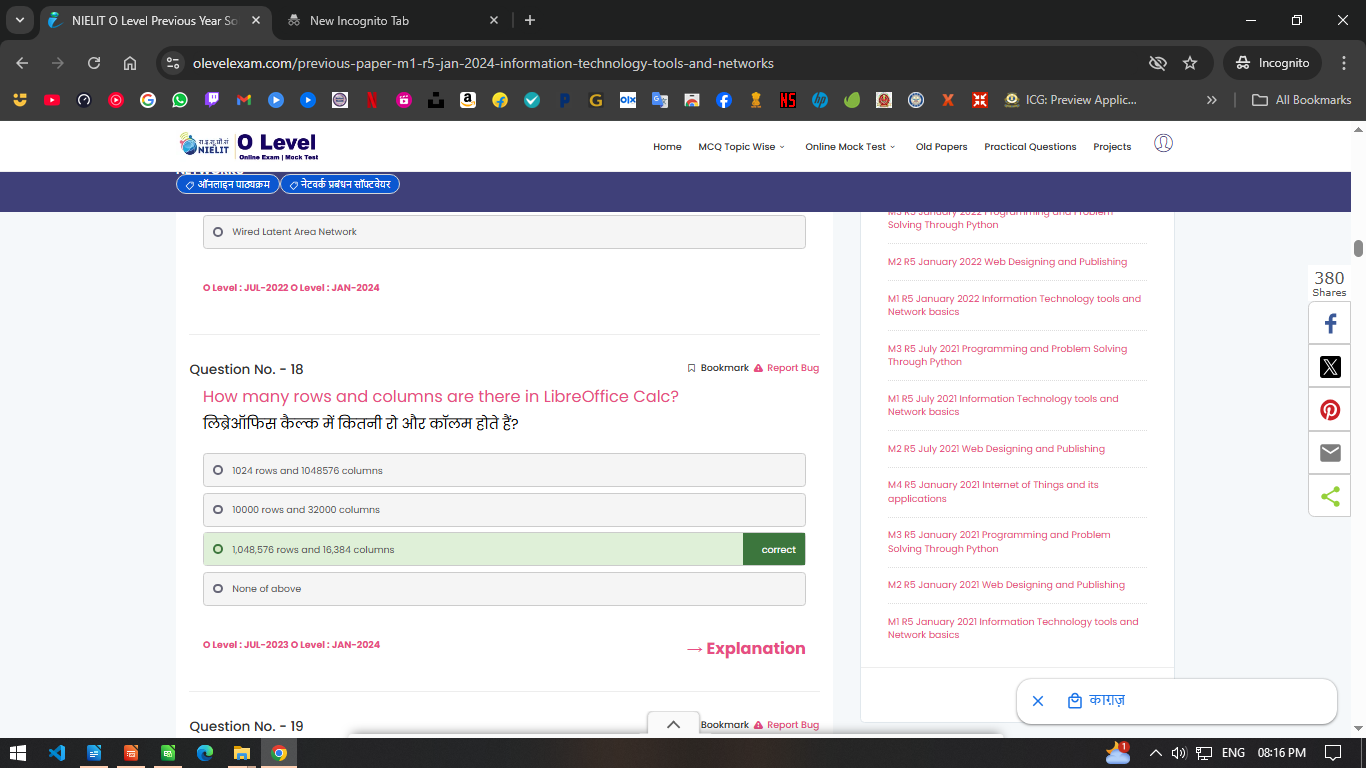 NIELIT O Level Previous Year So
New Incognito Tab
olevelexam.com/previous-paper-m1-r5-jan-2024-information-technology-tools-and-networks
Incognito
ICG: Preview Applic...
All Bookmarks
NIELIT
O Level
Online Exam | Mock Test
Home
MCQ Topic Wise
Online Mock Test
Old Papers
Practical Questions
Projects
ऑनलाइन पाठ्यक्रम
नेटवर्क प्रबंधन सॉफ्टवेयर
Wired Latent Area Network
O Level : JUL-2022 O Level : JAN-2024
Question No. - 18
Bookmark
Report Bug
How many rows and columns are there in LibreOffice Calc?
लिब्रेऑफिस कैल्क में कितनी रो और कॉलम होते हैं?
1024 rows and 1048576 columns
10000 rows and 32000 columns
1,048,576 rows and 16,384 columns
correct
None of above
O Level : JUL-2023 O Level : JAN-2024
→ Explanation
Question No. - 19
Bookmark
Report Bug
M3 R5 January 2022 Programming and Problem
Solving Through Python
M2 R5 January 2022 Web Designing and Publishing
M1 R5 January 2022 Information Technology tools and
Network basics
M3 R5 July 2021 Programming and Problem Solving
Through Python
M1 R5 July 2021 Information Technology tools and
Network basics
M2 R5 July 2021 Web Designing and Publishing
M4 R5 January 2021 Internet of Things and its
applications
M3 R5 January 2021 Programming and Problem
Solving Through Python
M2 R5 January 2021 Web Designing and Publishing
M1 R5 January 2021 Information Technology tools and
Network basics
380
Shares
काग़ज़
1
ENG
08:16 PM